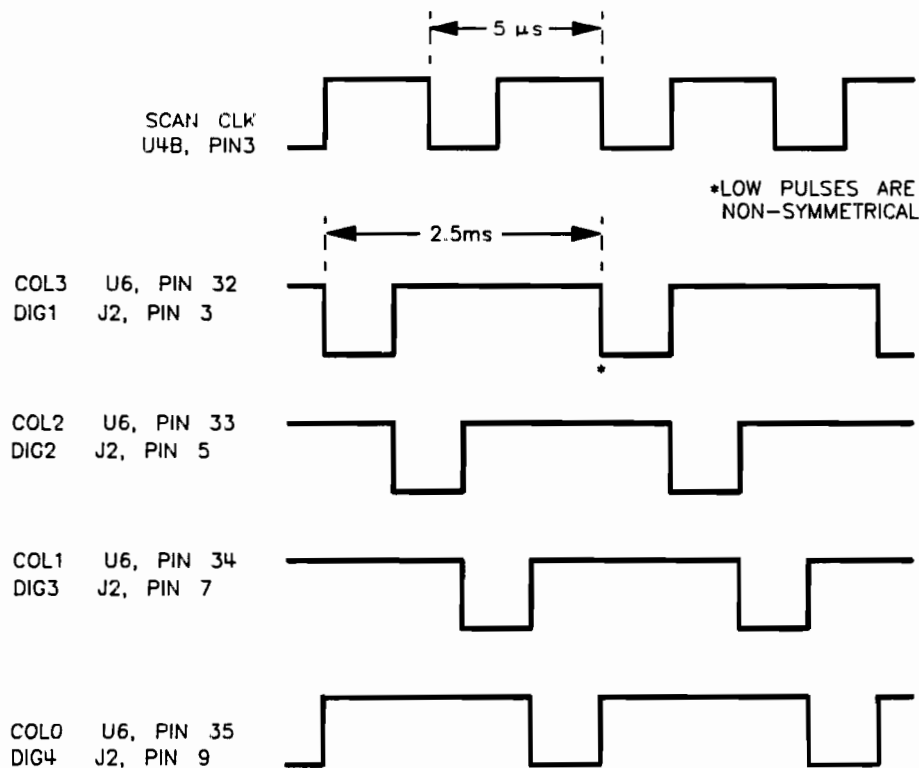 5 µs
SCAN CLK
U4B, PIN3
*LOW PULSES ARE
NON-SYMMETRICAL
2.5ms
COL3 U6, PIN 32
DIG1 J2, PIN 3
*
COL2 U6, PIN 33
DIG2 J2, PIN 5
COL1 U6, PIN 34
DIG3 J2, PIN 7
COL0 U6, PIN 35
DIG4 J2, PIN 9